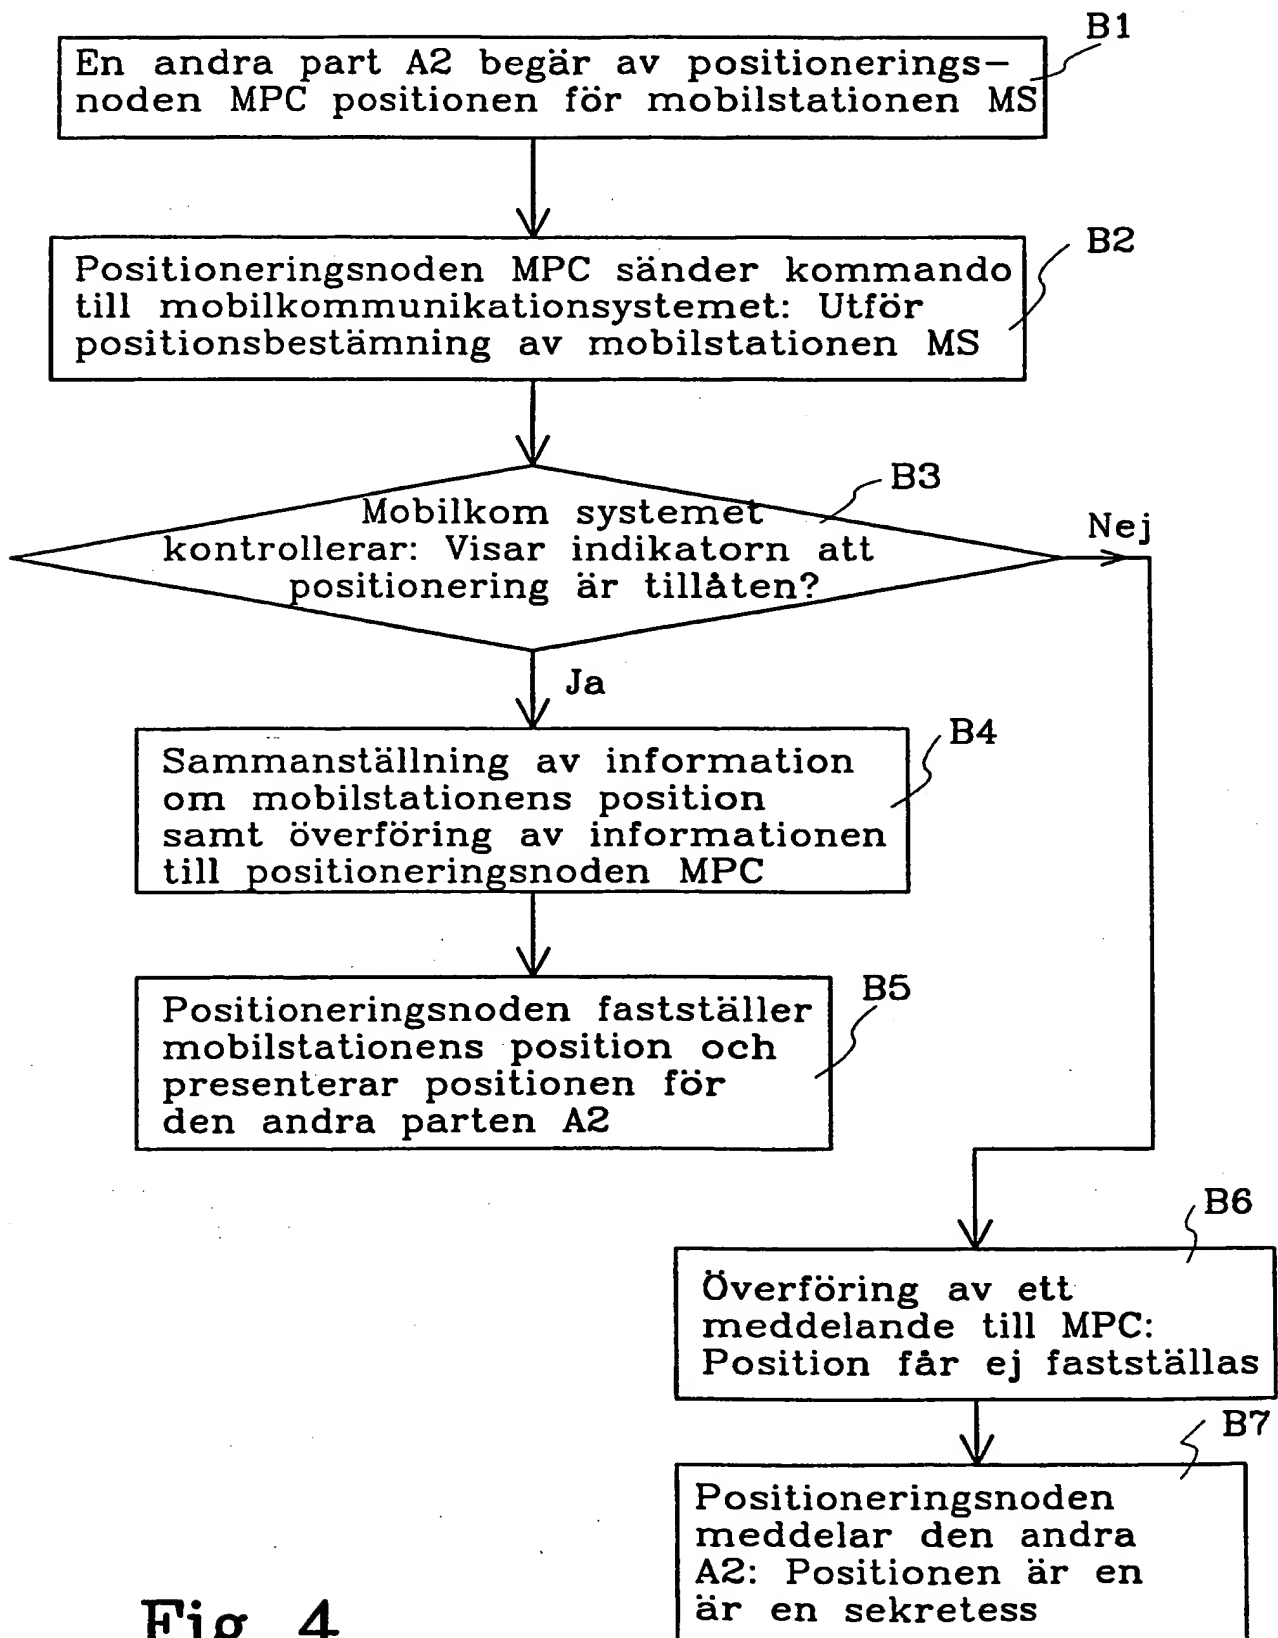 B1
En andra part A2 begär av positionerings-
noden MPC positionen för mobilstationen MS
B2
Positioneringsnoden MPC sänder kommando
till mobilkommunikationsystemet: Utför
positionsbestämning av mobilstationen MS
B3
Mobilkom systemet
kontrollerar: Visar indikatorn att
positionering är tillåten?
Nej
Ja
B4
Sammanställning av information
om mobilstationens position
samt överföring av informationen
till positioneringsnoden MPC
B5
Positioneringsnoden fastställer
mobilstationens position och
presenterar positionen för
den andra parten A2
B6
Överföring av ett
meddelande till MPC:
Position får ej fastställas
B7
Positioneringsnoden
meddelar den andra
A2: Positionen är en
är en sekretess
Fig 4